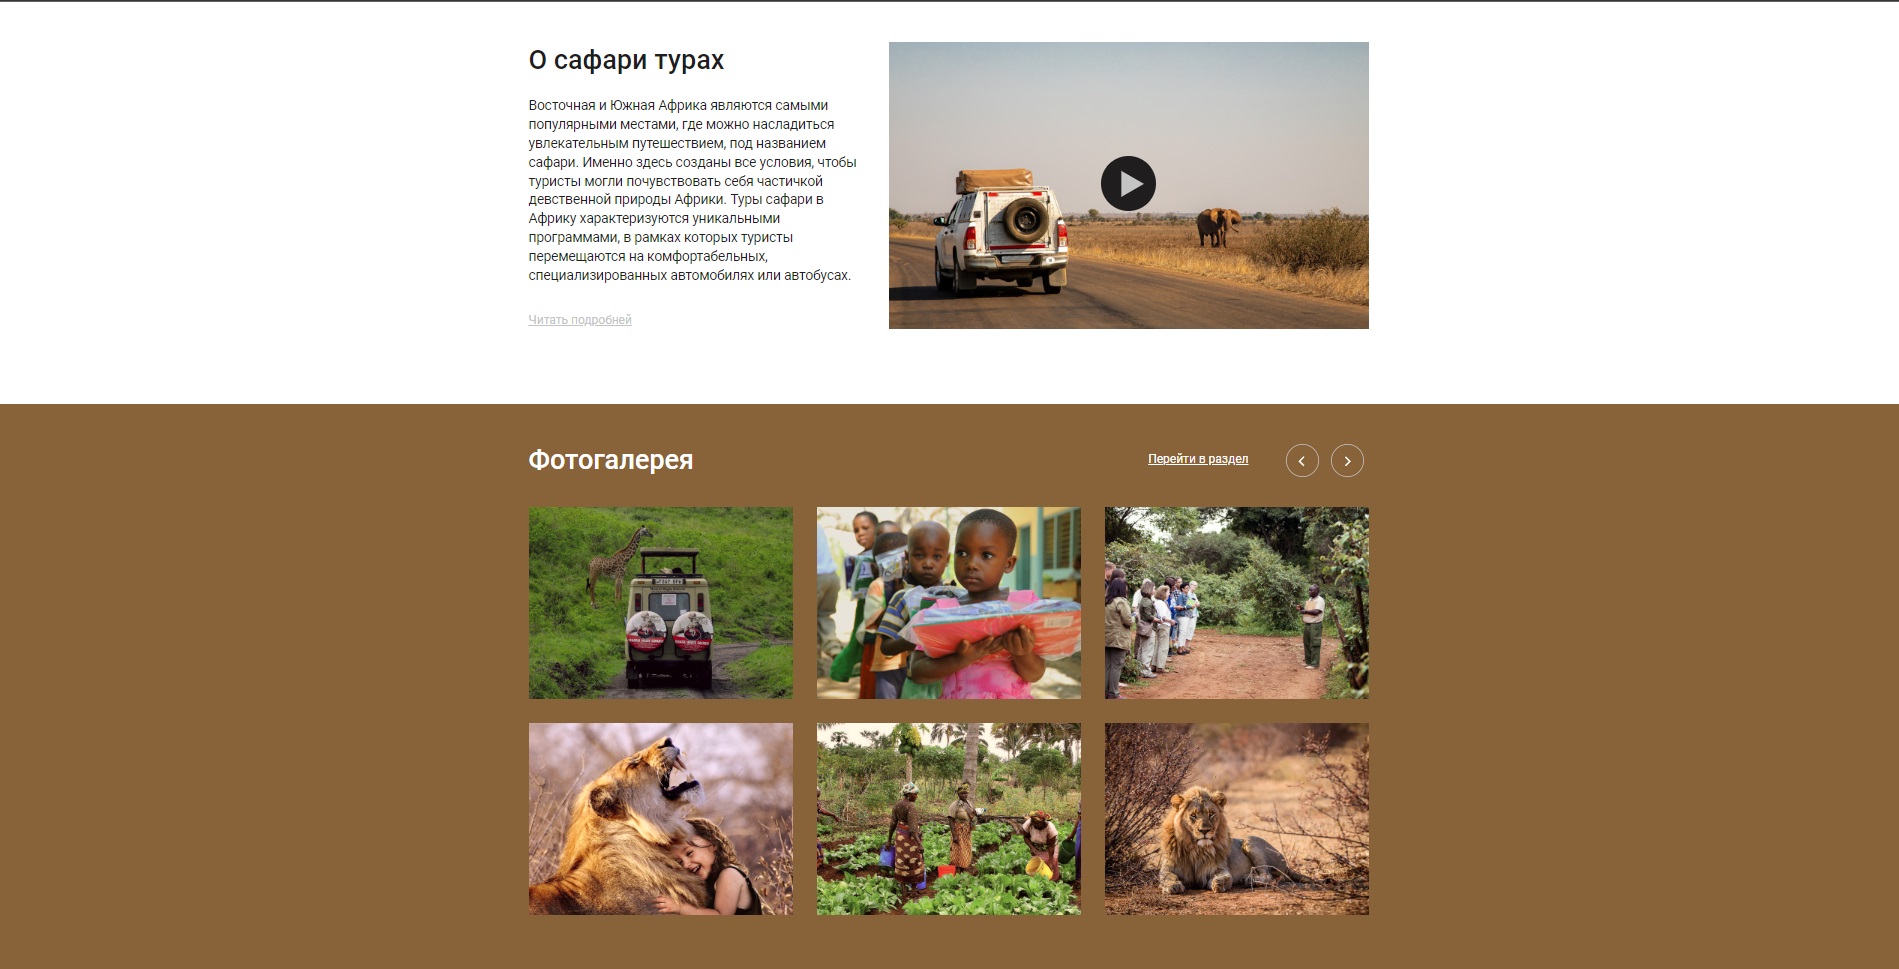 О сафари турах
Восточная и Южная Африка являются самыми
популярными местами, где можно насладиться
увлекательным путешествием, под названием
сафари. Именно здесь созданы все условия, чтобы
туристы могли почувствовать себя частичкой
девственной природы Африки. Туры сафари в
Африку характеризуются уникальными
программами, в рамках которых туристы
перемещаются на комфортабельных,
специализированных автомобилях или автобусах.
Читать подробней
Фотогалерея
Перейти в раздел